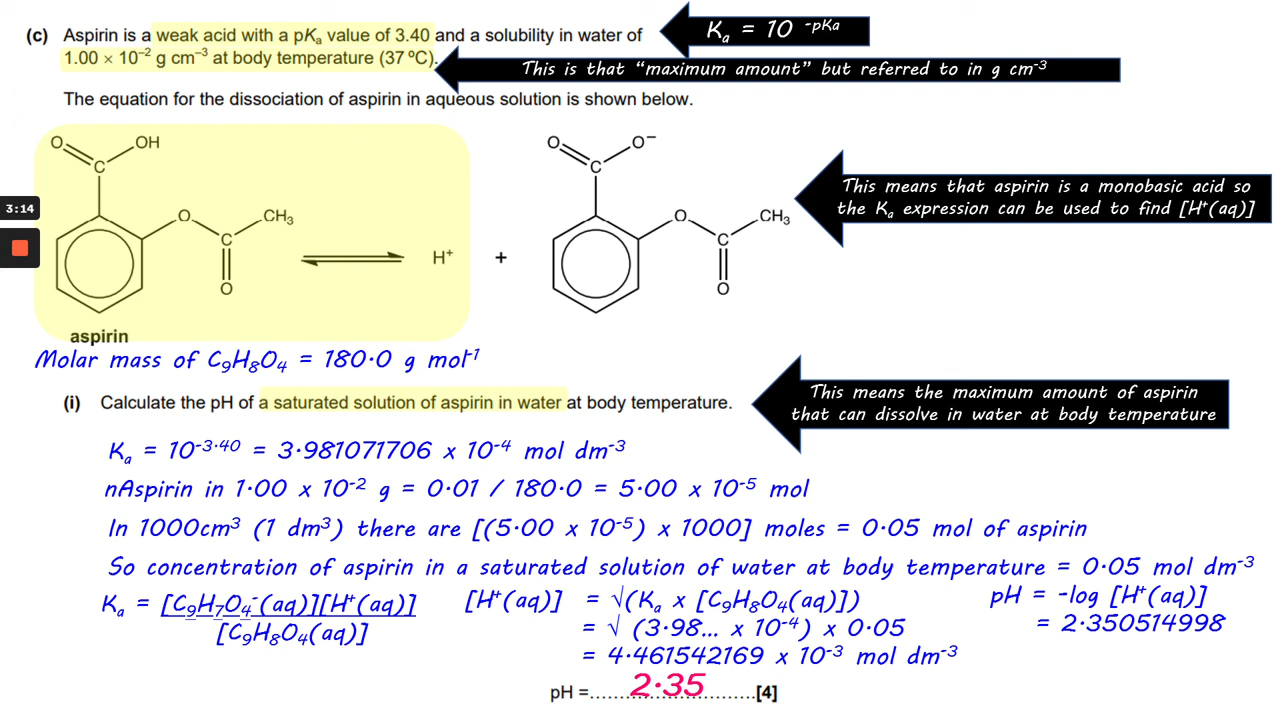 (c) Aspirin is a weak acid with a pKₐ value of 3.40 and a solubility in water of
Kₐ = 10⁻ᵖᴷᵃ
1.00 × 10⁻² g cm⁻³ at body temperature (37 ºC).
This is that “maximum amount” but referred to in g cm⁻³
The equation for the dissociation of aspirin in aqueous solution is shown below.
O OH
C
O CH₃
C
O
aspirin
H⁺ +
O O⁻
C
O CH₃
C
O
This means that aspirin is a monobasic acid so
the Kₐ expression can be used to find [H⁺(aq)]
3:14
Molar mass of C₉H₈O₄ = 180·0 g mol⁻¹
(i) Calculate the pH of a saturated solution of aspirin in water at body temperature.
This means the maximum amount of aspirin
that can dissolve in water at body temperature
Kₐ = 10⁻³·⁴⁰ = 3·981071706 x 10⁻⁴ mol dm⁻³
nAspirin in 1·00 x 10⁻² g = 0·01 / 180·0 = 5·00 x 10⁻⁵ mol
In 1000cm³ (1 dm³) there are [(5·00 x 10⁻⁵) x 1000] moles = 0·05 mol of aspirin
So concentration of aspirin in a saturated solution of water at body temperature = 0·05 mol dm⁻³
Kₐ = [C₉H₇O₄⁻(aq)][H⁺(aq)]
[C₉H₈O₄(aq)]
[H⁺(aq)] = √(Kₐ x [C₉H₈O₄(aq)])
= √ (3·98... x 10⁻⁴) x 0·05
= 4·461542169 x 10⁻³ mol dm⁻³
pH = -log [H⁺(aq)]
= 2·350514998
pH =......2·35......[4]